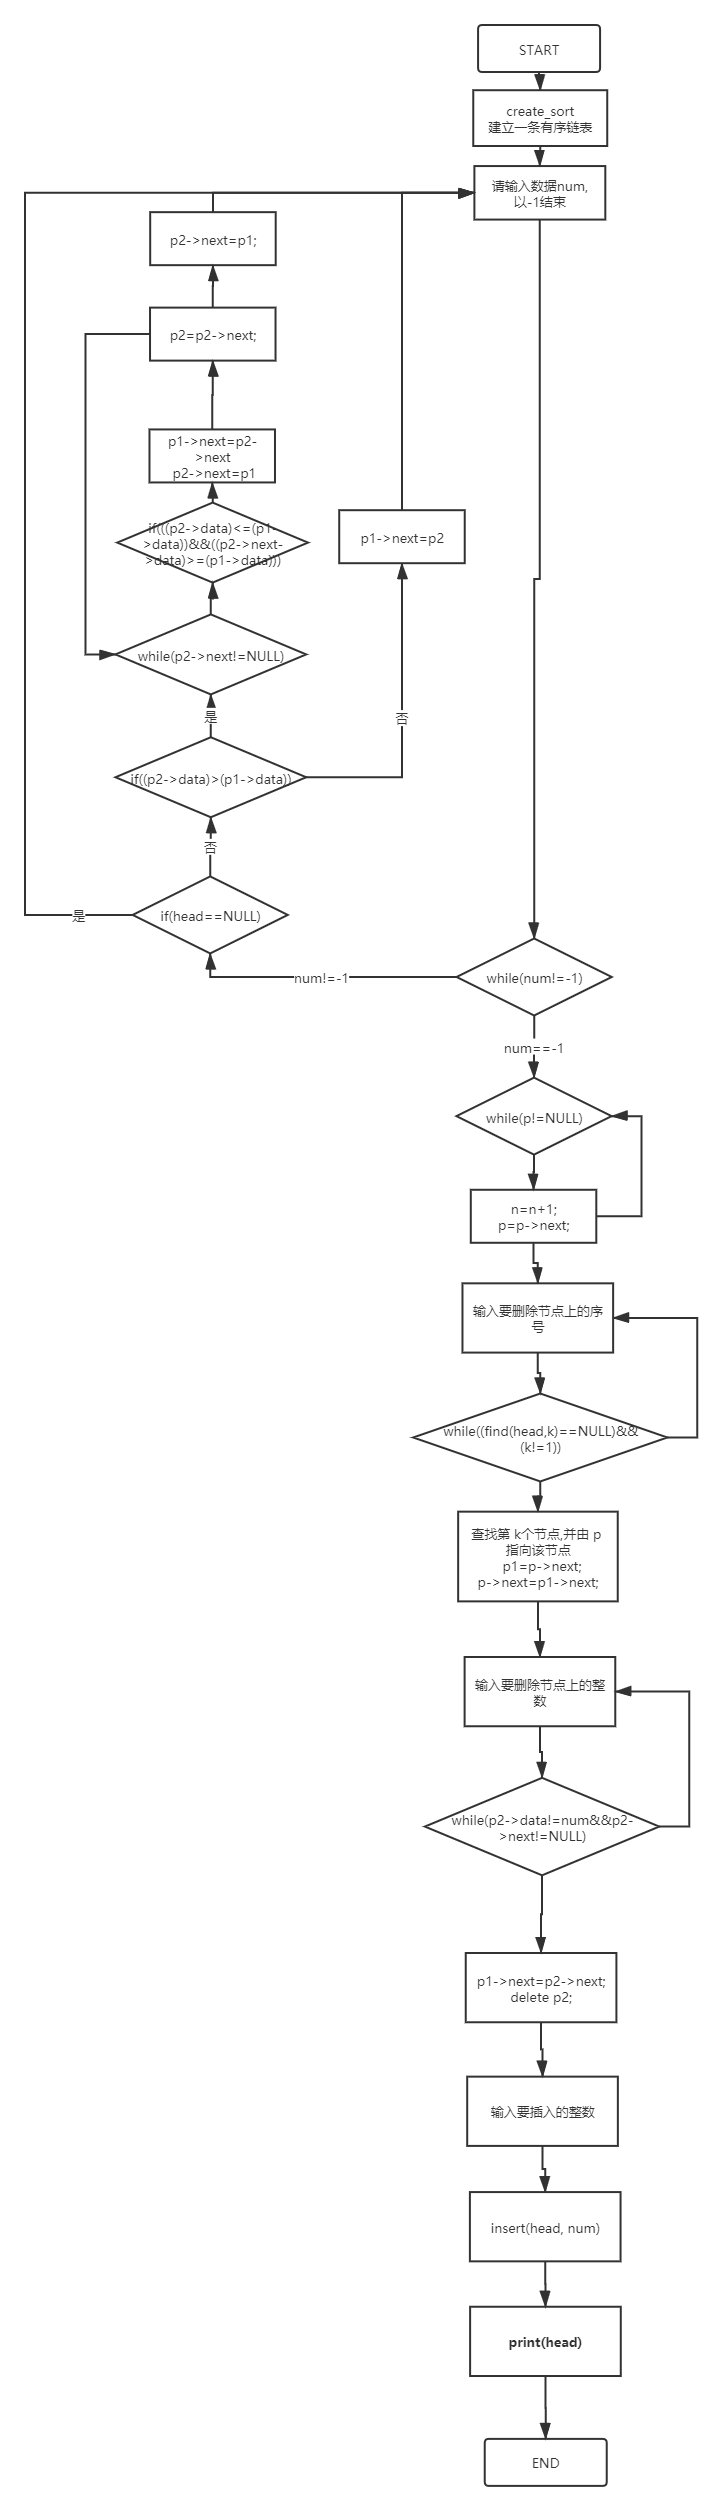 START
create_sort
建立一条有序链表
请输入数据num,
以-1结束
p2->next=p1;
p2=p2->next;
p1->next=p2-
>next
p2->next=p1
if(((p2->data)<=(p1-
>data))&&((p2->next-
>data)>=(p1->data)))
p1->next=p2
while(p2->next!=NULL)
是
否
if((p2->data)>(p1->data))
否
if(head==NULL)
是
num!=-1
while(num!=-1)
num==-1
while(p!=NULL)
n=n+1;
p=p->next;
输入要删除节点上的序
号
while((find(head,k)==NULL)&&
(k!=1))
查找第 k个节点,并由 p
指向该节点
p1=p->next;
p->next=p1->next;
输入要删除节点上的整
数
while(p2->data!=num&&p2-
>next!=NULL)
p1->next=p2->next;
delete p2;
输入要插入的整数
insert(head, num)
print(head)
END